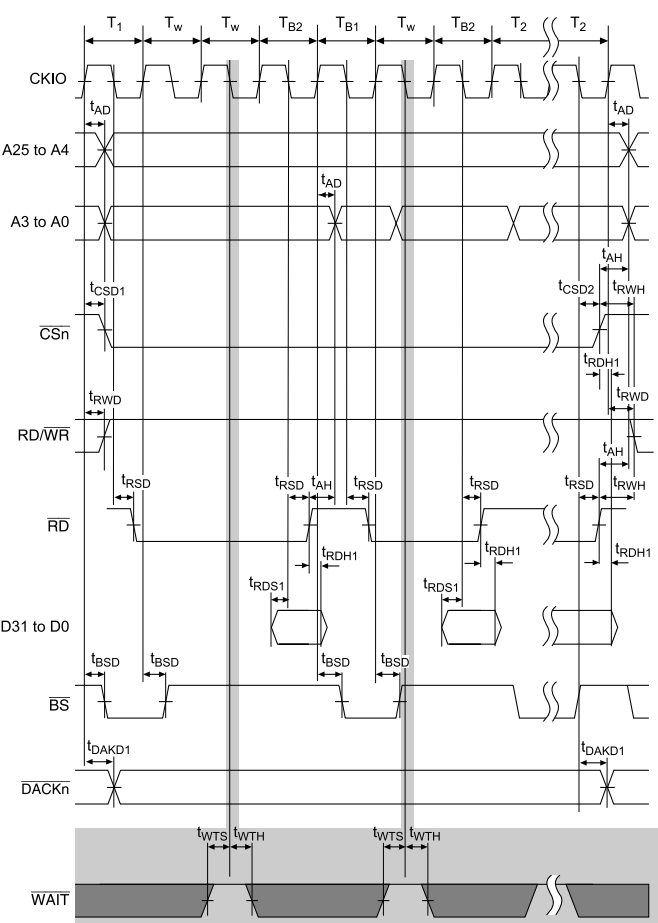 T1 Tw Tw TB2 TB1 Tw TB2 T2 T2
CKIO
tAD tAD
A25 to A4
tAD
A3 to A0
tAH
tCSD1 tCSD2 tRWH
CSn
tRDH1
tRWD tRWD
RD/WR
tAH
tRSD tRSD tAH tRSD tRSD tRSD tRWH
RD
tRDH1 tRDH1 tRDH1
tRDS1 tRDS1
D31 to D0
tBSD tBSD tBSD tBSD
BS
tDAKD1 tDAKD1
DACKn
tWTS tWTH tWTS tWTH
WAIT